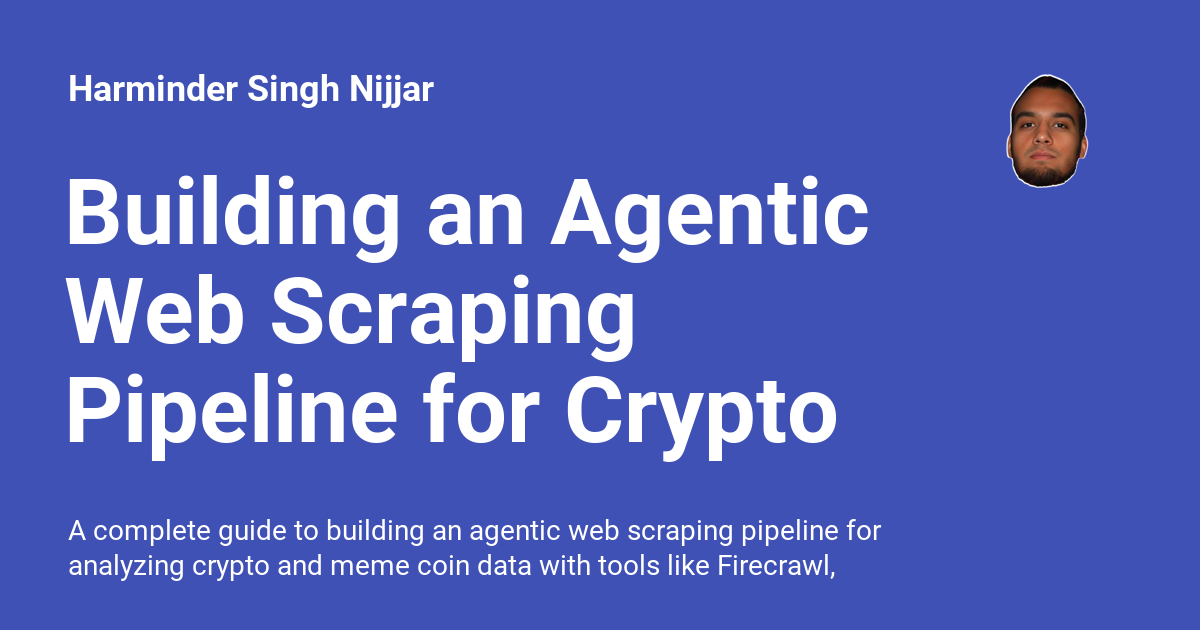 Harminder Singh Nijjar
Building an Agentic
Web Scraping
Pipeline for Crypto
A complete guide to building an agentic web scraping pipeline for
analyzing crypto and meme coin data with tools like Firecrawl,